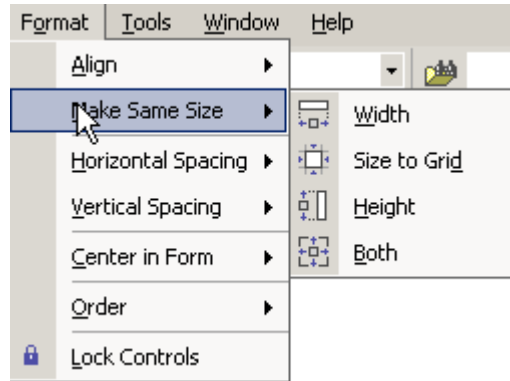 Format Tools Window Help
Align
Make Same Size
Width
Horizontal Spacing
Size to Grid
Vertical Spacing
Height
Center in Form
Both
Order
Lock Controls